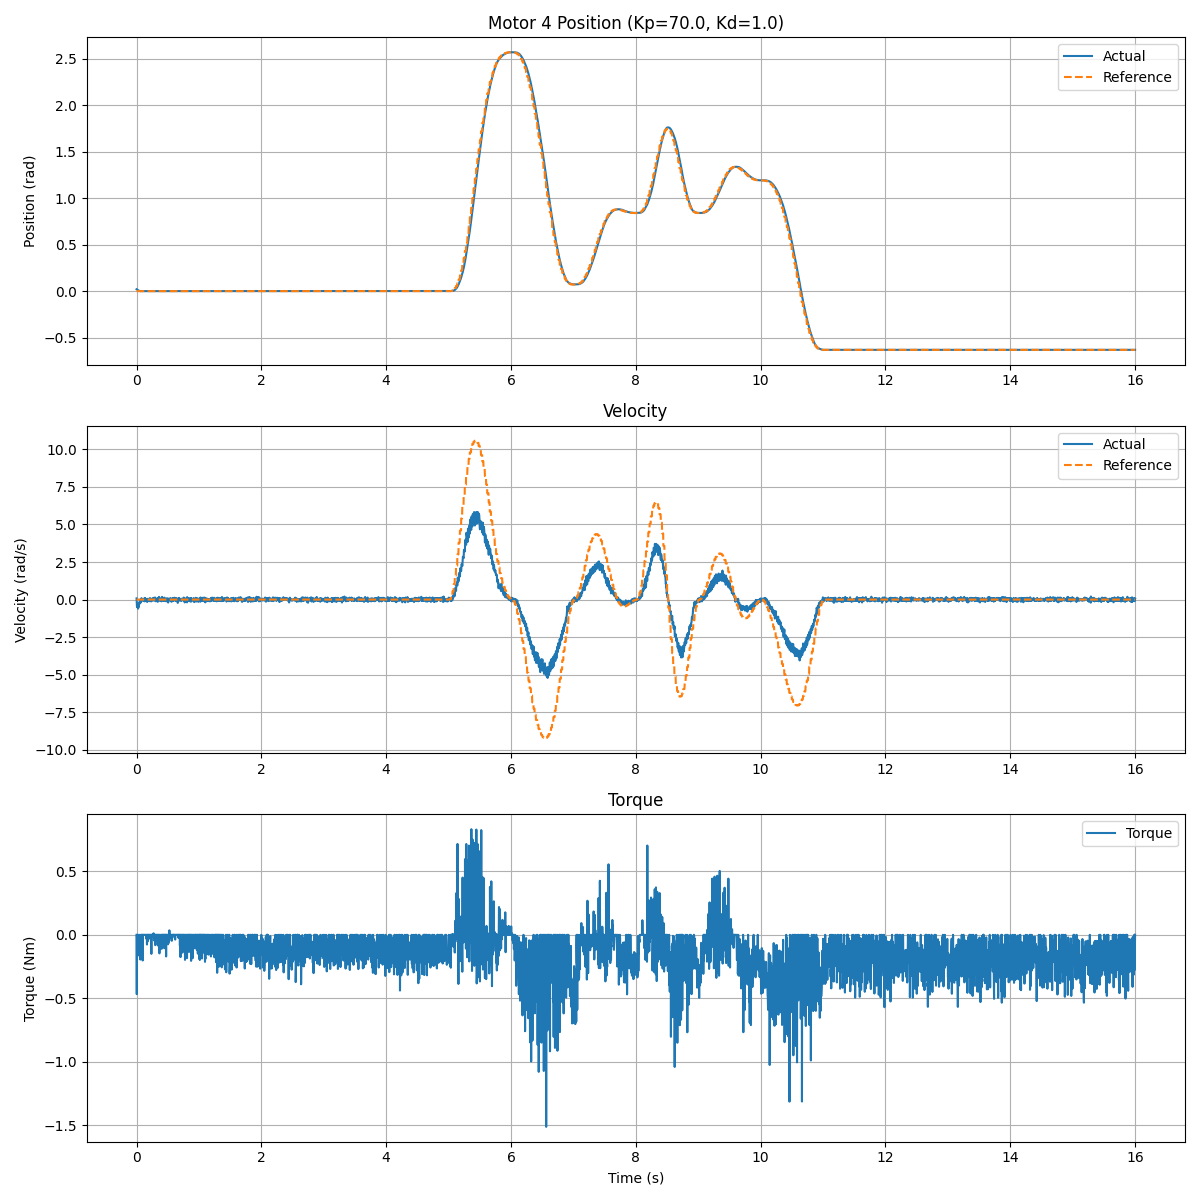 Motor 4 Position (Kp=70.0, Kd=1.0)
Position (rad)
2.5
2.0
1.5
1.0
0.5
0.0
−0.5
Actual
Reference
0 2 4 6 8 10 12 14 16
Velocity
Velocity (rad/s)
10.0
7.5
5.0
2.5
0.0
−2.5
−5.0
−7.5
−10.0
Actual
Reference
0 2 4 6 8 10 12 14 16
Torque
Torque (Nm)
0.5
0.0
−0.5
−1.0
−1.5
Torque
0 2 4 6 8 10 12 14 16
Time (s)